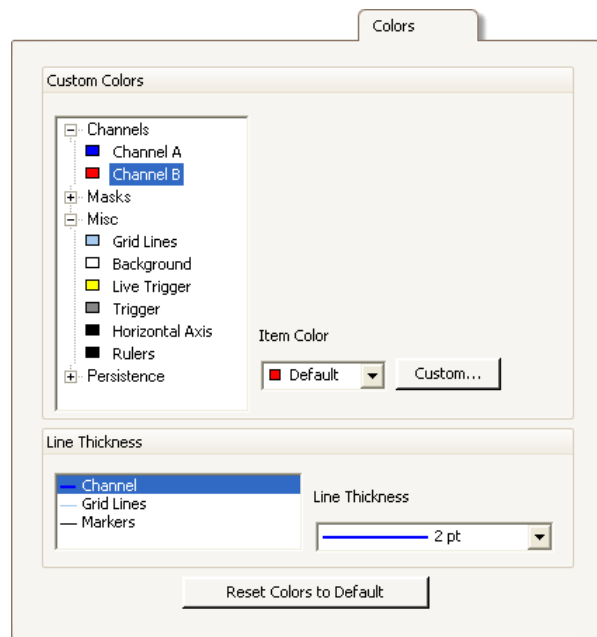 Colors
Custom Colors
Channels
Channel A
Channel B
Masks
Misc
Grid Lines
Background
Live Trigger
Trigger
Horizontal Axis
Rulers
Persistence
Item Color
Default
Custom...
Line Thickness
Channel
Grid Lines
Markers
Line Thickness
2 pt
Reset Colors to Default